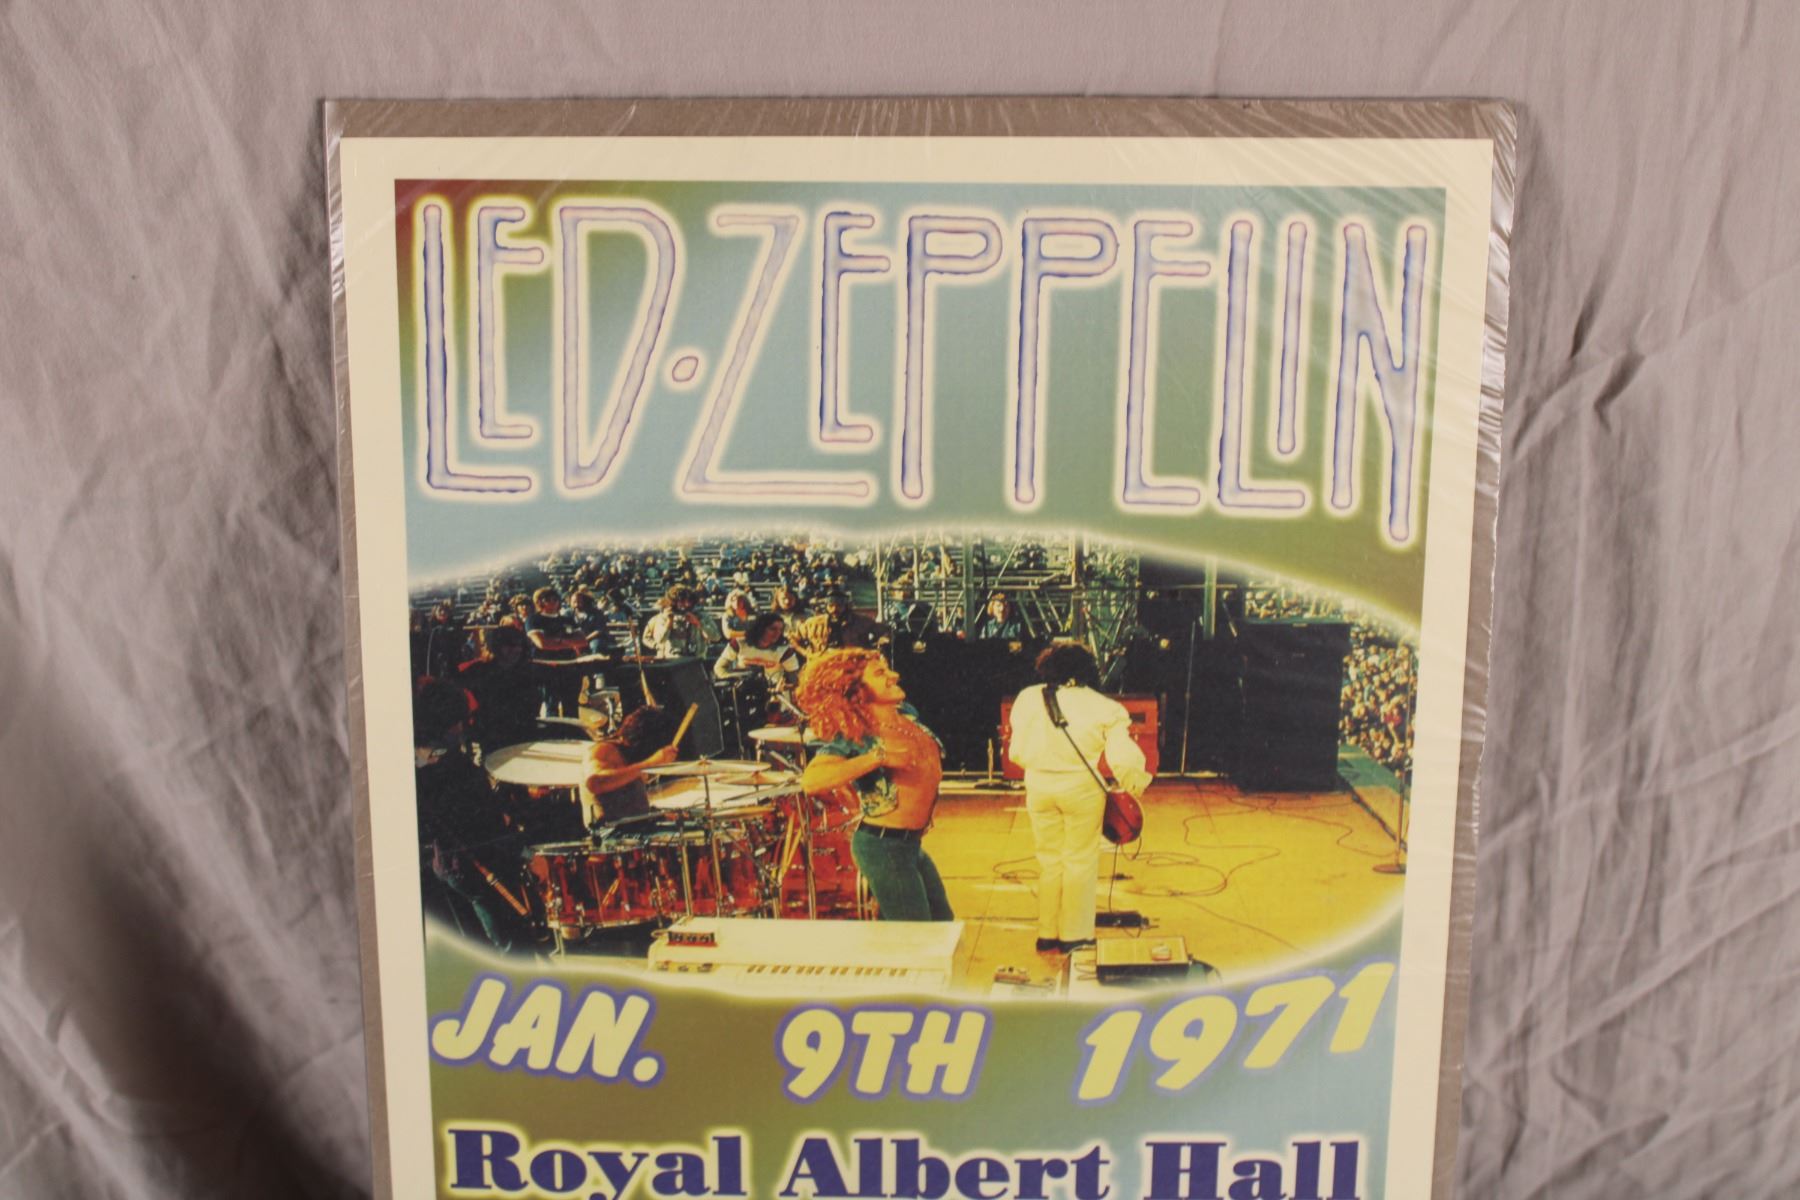 LED·ZEPPELIN
JAN. 9TH 1971
Royal Albert Hall